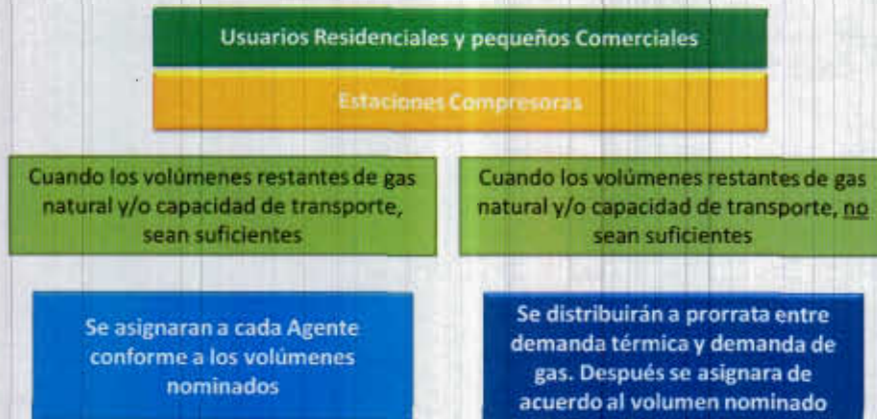 Usuarios Residenciales y pequeños Comerciales
Estaciones Compresoras
Cuando los volúmenes restantes de gas
natural y/o capacidad de transporte,
sean suficientes
Cuando los volúmenes restantes de gas
natural y/o capacidad de transporte, no
sean suficientes
Se asignaran a cada Agente
conforme a los volúmenes
nominados
Se distribuirán a prorrata entre
demanda térmica y demanda de
gas. Después se asignara de
acuerdo al volumen nominado